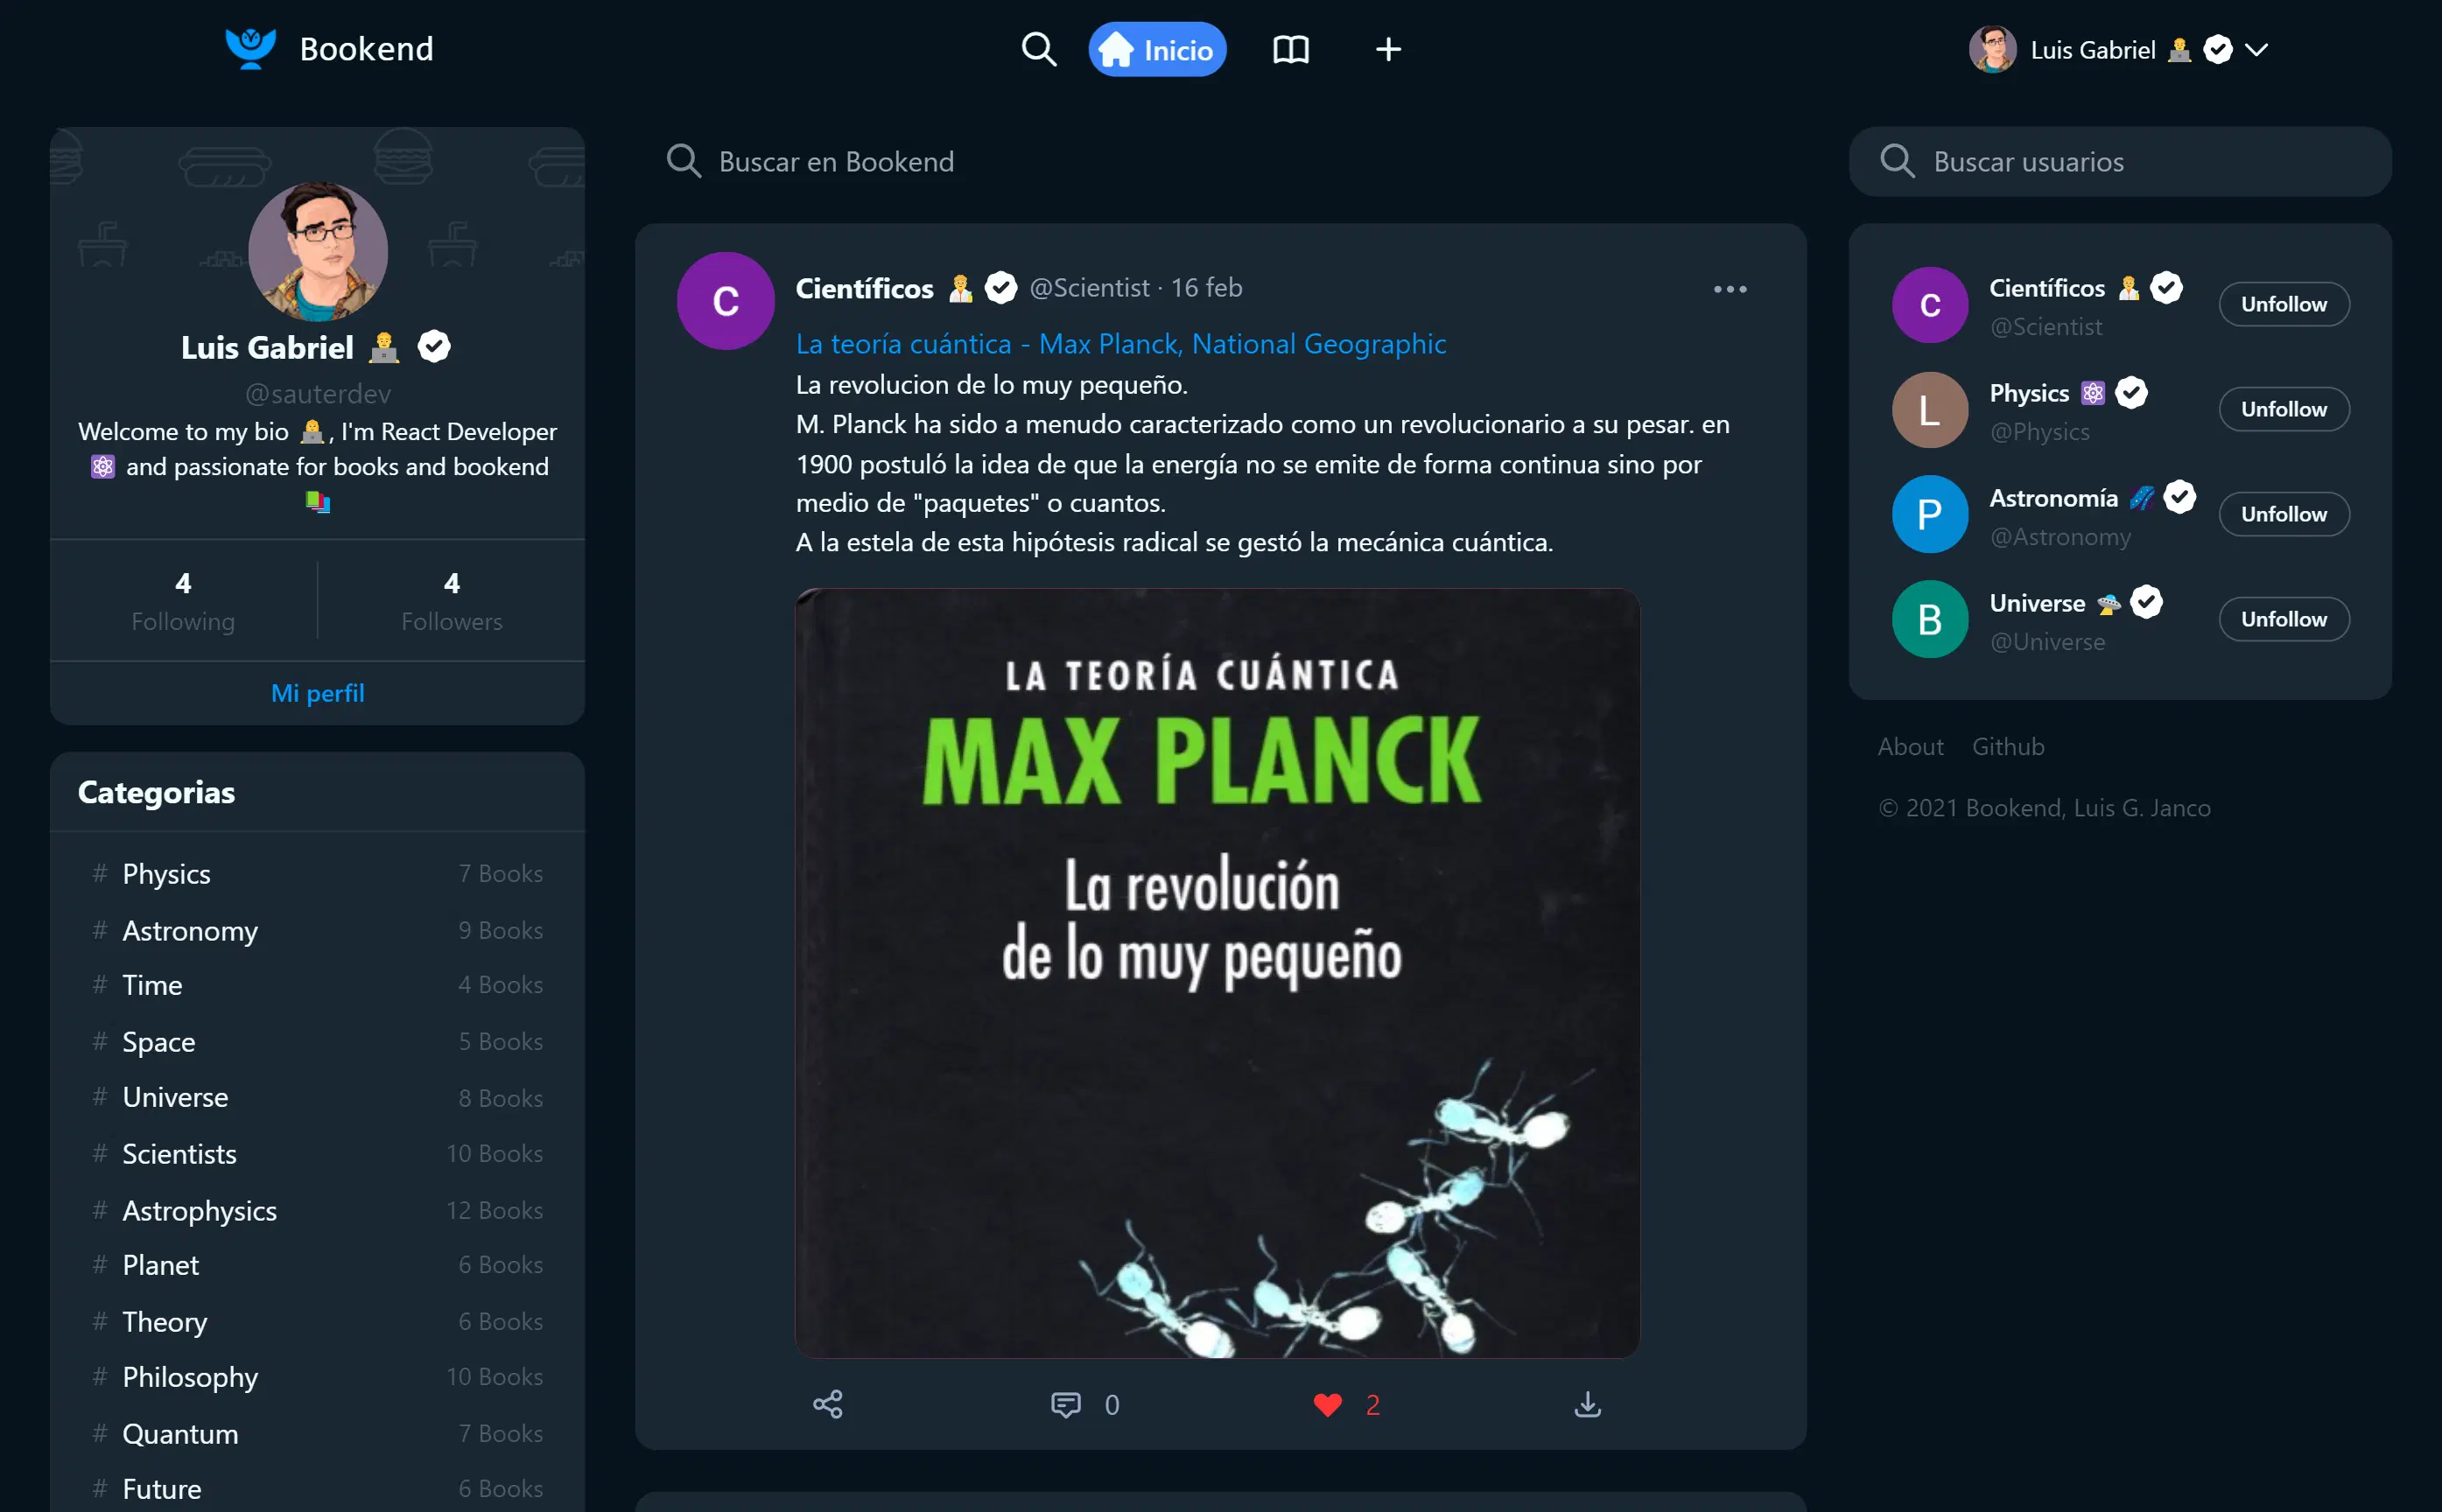 Bookend
Inicio
Luis Gabriel
Luis Gabriel
@sauterdev
Welcome to my bio 🧑‍💻, I'm React Developer
⚛️ and passionate for books and bookend
📚
4
Following
4
Followers
Mi perfil
Categorias
# Physics 7 Books
# Astronomy 9 Books
# Time 4 Books
# Space 5 Books
# Universe 8 Books
# Scientists 10 Books
# Astrophysics 12 Books
# Planet 6 Books
# Theory 6 Books
# Philosophy 10 Books
# Quantum 7 Books
# Future 6 Books
Buscar en Bookend
C
Científicos @Scientist · 16 feb
La teoría cuántica - Max Planck, National Geographic
La revolucion de lo muy pequeño.
M. Planck ha sido a menudo caracterizado como un revolucionario a su pesar. en
1900 postuló la idea de que la energía no se emite de forma continua sino por
medio de "paquetes" o cuantos.
A la estela de esta hipótesis radical se gestó la mecánica cuántica.
LA TEORÍA CUÁNTICA
MAX PLANCK
La revolución
de lo muy pequeño
0
2
Buscar usuarios
C
Científicos
@Scientist
Unfollow
L
Physics
@Physics
Unfollow
P
Astronomía
@Astronomy
Unfollow
B
Universe
@Universe
Unfollow
About Github
© 2021 Bookend, Luis G. Janco